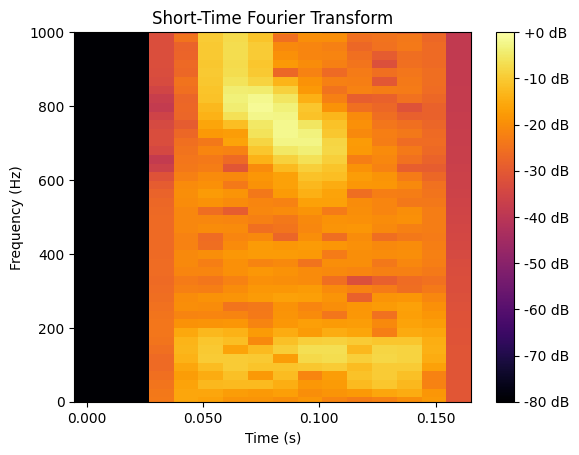 Short-Time Fourier Transform
1000
800
600
400
200
0
Frequency (Hz)
0.000
0.050
0.100
0.150
Time (s)
+0 dB
-10 dB
-20 dB
-30 dB
-40 dB
-50 dB
-60 dB
-70 dB
-80 dB